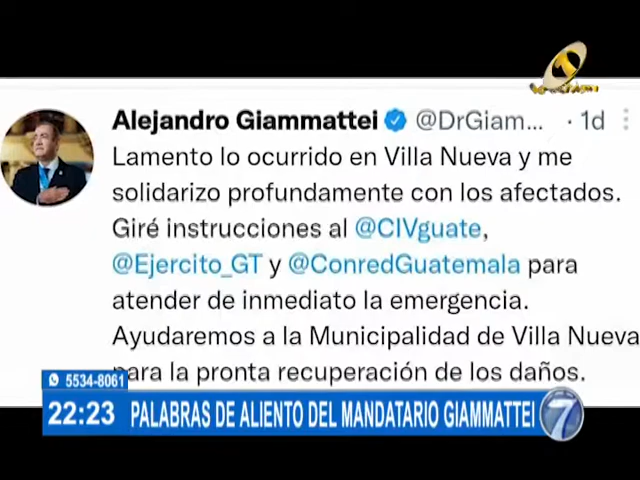 Alejandro Giammattei @DrGiam... · 1d
Lamento lo ocurrido en Villa Nueva y me
solidarizo profundamente con los afectados.
Giré instrucciones al @CIVguate,
@Ejercito_GT y @ConredGuatemala para
atender de inmediato la emergencia.
Ayudaremos a la Municipalidad de Villa Nueva
para la pronta recuperación de los daños.
5534-8061
22:23 PALABRAS DE ALIENTO DEL MANDATARIO GIAMMATTEI 7